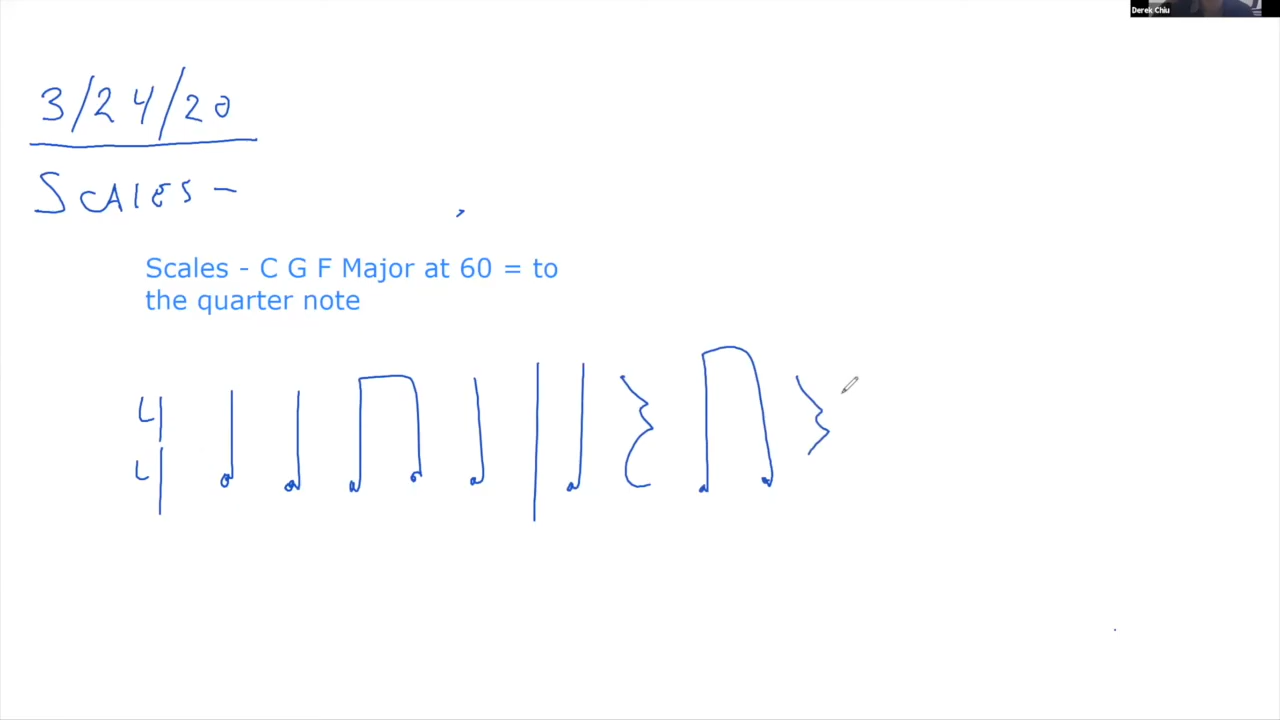 Derek Chiu
3/24/20
SCALES -
Scales - C G F Major at 60 = to
the quarter note
4
4